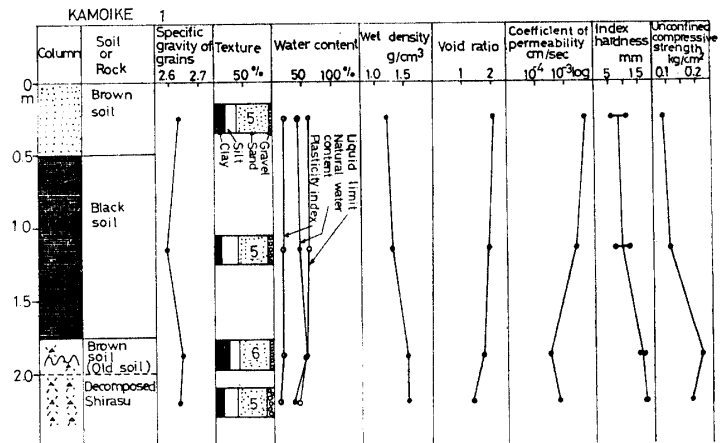 KAMOIKE 1
Column
Soil
or
Rock
Specific
gravity of
grains
2.6 2.7
Texture
50%
Water content
50 100%
Wet density
g/cm³
1.0 1.5
Void ratio
1 2
Coefficient of
permeability
cm/sec
10⁻⁴ 10⁻³ log
Index
hardness
mm
5 15
Unconfined
compressive
strength
kg/cm²
0.1 0.2
0
m
0.5
1.0
1.5
2.0
Brown
soil
Black
soil
Brown
soil
(Old soil)
Decomposed
Shirasu
5
Clay
Silt
Sand
Gravel
5
6
5
Liquid limit
Natural water
content
Plasticity index